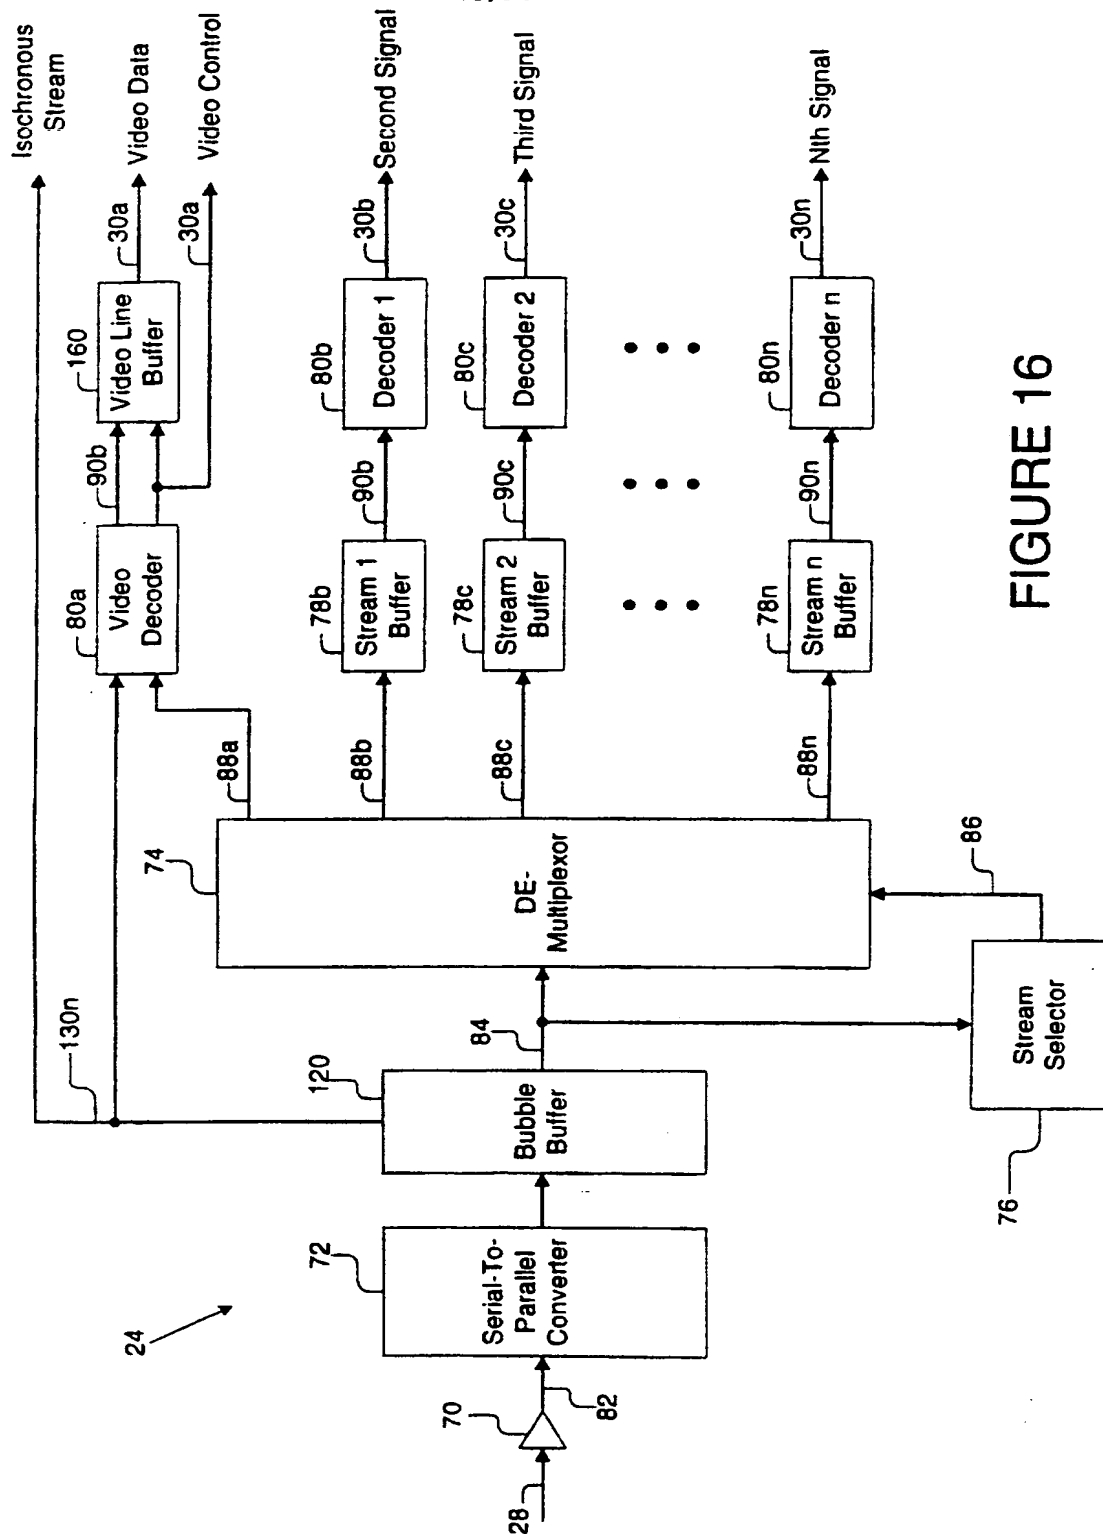 Isochronous
Stream
130n
80a
Video
Decoder
90b
160
Video Line
Buffer
30a
Video Data
30a
Video Control
24
28
70
82
72
Serial-To-
Parallel
Converter
120
Bubble
Buffer
84
74
DE-
Multiplexor
88a
88b
78b
Stream 1
Buffer
90b
80b
Decoder 1
30b
Second Signal
88c
78c
Stream 2
Buffer
90c
80c
Decoder 2
30c
Third Signal
88n
78n
Stream n
Buffer
90n
80n
Decoder n
30n
Nth Signal
86
Stream
Selector
76
FIGURE 16